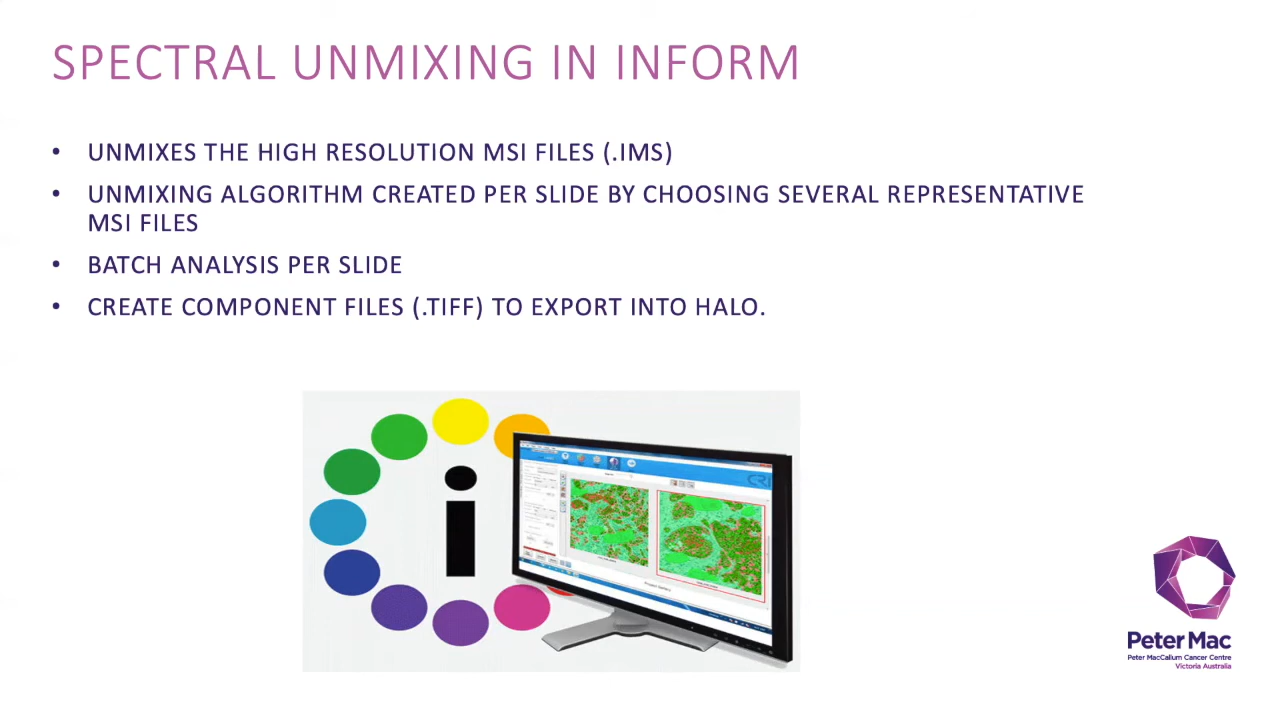 SPECTRAL UNMIXING IN INFORM
• UNMIXES THE HIGH RESOLUTION MSI FILES (.IMS)
• UNMIXING ALGORITHM CREATED PER SLIDE BY CHOOSING SEVERAL REPRESENTATIVE
MSI FILES
• BATCH ANALYSIS PER SLIDE
• CREATE COMPONENT FILES (.TIFF) TO EXPORT INTO HALO.
i
CRi
Peter Mac
Peter MacCallum Cancer Centre
Victoria Australia